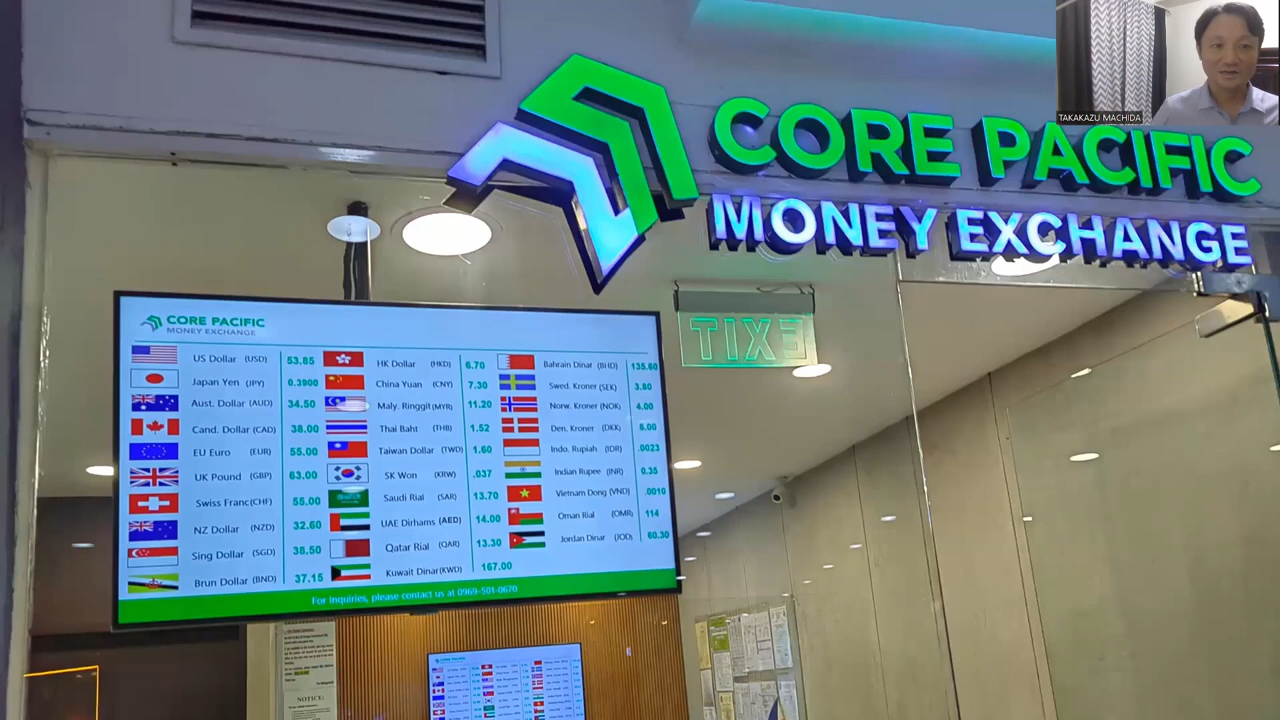 TAKAKAZU MACHIDA
CORE PACIFIC
MONEY EXCHANGE
EXIT
CORE PACIFIC
MONEY EXCHANGE
US Dollar (USD) 53.85
Japan Yen (JPY) 0.3900
Aust. Dollar (AUD) 34.50
Cand. Dollar (CAD) 38.00
EU Euro (EUR) 55.00
UK Pound (GBP) 63.00
Swiss Franc(CHF) 55.00
NZ Dollar (NZD) 32.60
Sing Dollar (SGD) 38.50
Brun Dollar (BND) 37.15
HK Dollar (HKD) 6.70
China Yuan (CNY) 7.30
Maly. Ringgit(MYR) 11.20
Thai Baht (THB) 1.52
Taiwan Dollar (TWD) 1.60
SK Won (KRW) .037
Saudi Rial (SAR) 13.70
UAE Dirhams (AED) 14.00
Qatar Rial (QAR) 13.30
Kuwait Dinar(KWD) 167.00
Bahrain Dinar (BHD) 135.60
Swed. Kroner (SEK) 3.80
Norw. Kroner (NOK) 4.00
Den. Kroner (DKK) 6.00
Indo. Rupiah (IDR) .0023
Indian Rupee (INR) 0.35
Vietnam Dong (VND) .0010
Oman Rial (OMR) 114
Jordan Dinar (JOD) 60.30
For Inquiries, please contact us at 0969-501-0670
NOTICE:
CORE PACIFIC